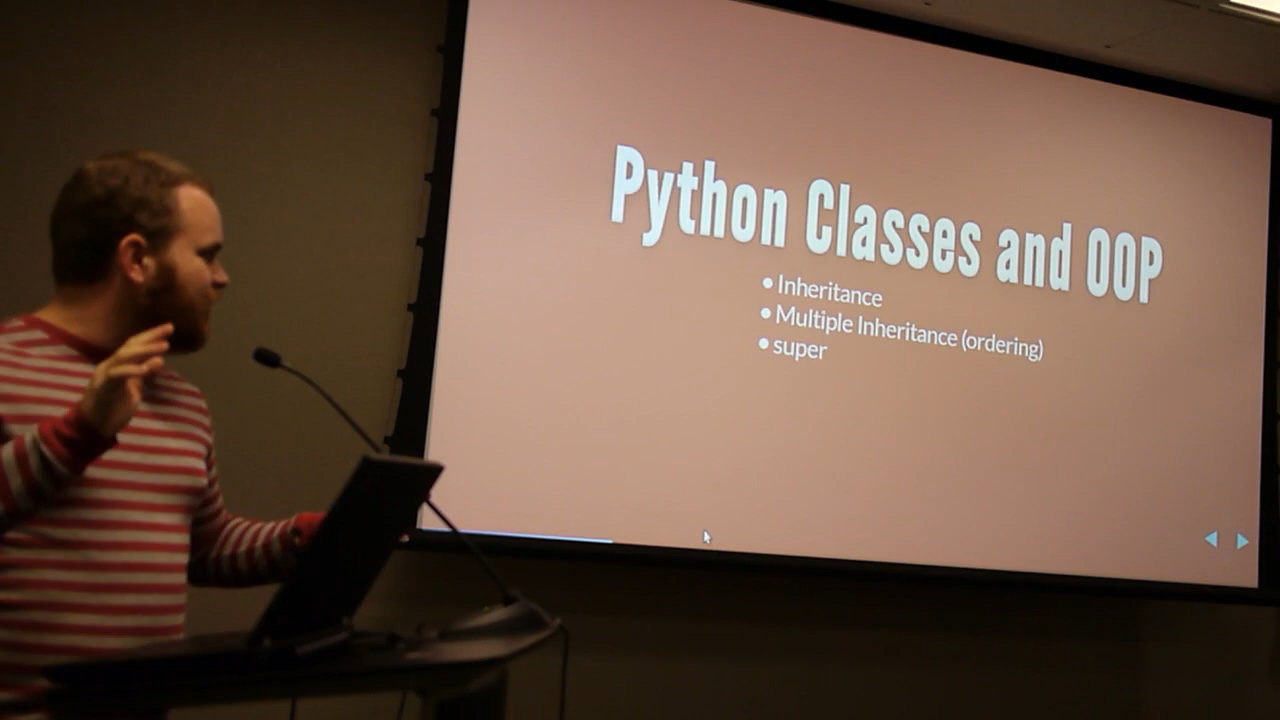 Python Classes and OOP
• Inheritance
• Multiple Inheritance (ordering)
• super